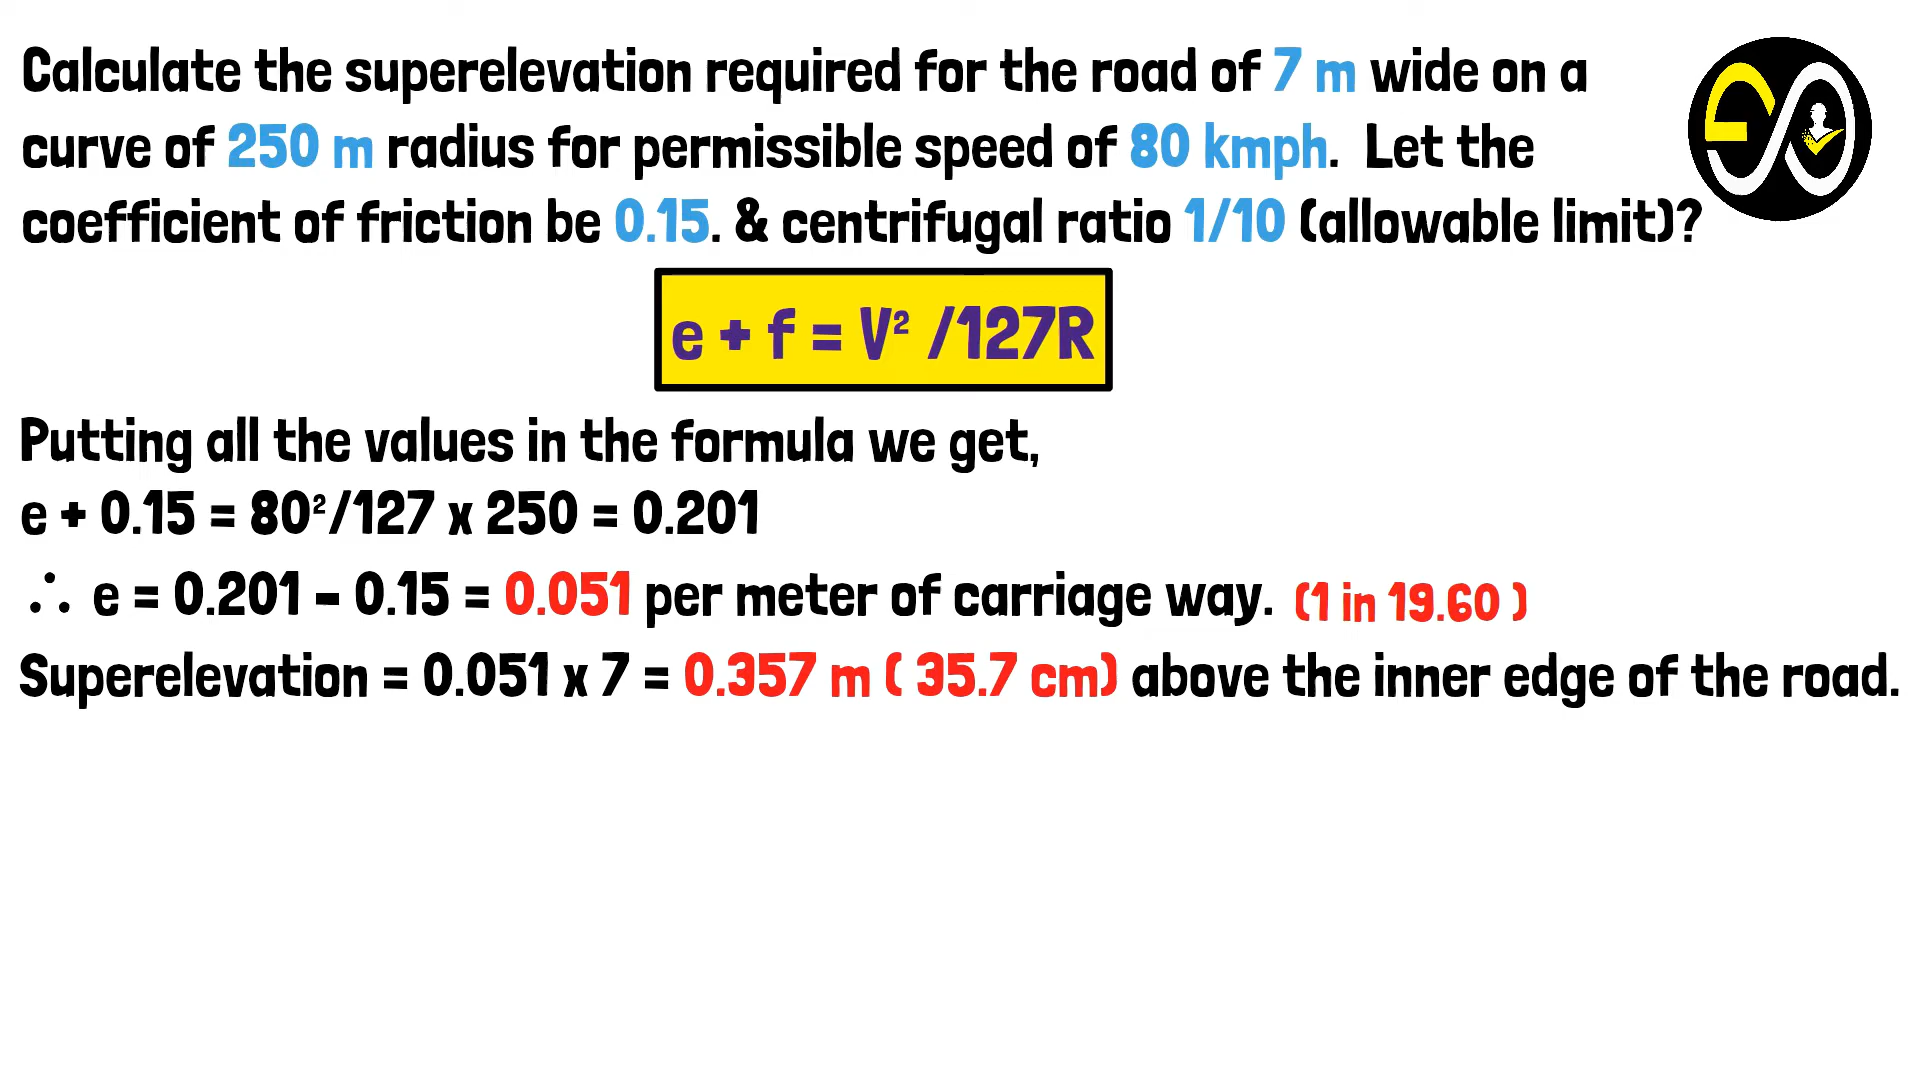 Calculate the superelevation required for the road of 7 m wide on a
curve of 250 m radius for permissible speed of 80 kmph. Let the
coefficient of friction be 0.15. & centrifugal ratio 1/10 (allowable limit)?
e + f = V² /127R
Putting all the values in the formula we get,
e + 0.15 = 80²/127 x 250 = 0.201
∴ e = 0.201 - 0.15 = 0.051 per meter of carriage way. (1 in 19.60 )
Superelevation = 0.051 x 7 = 0.357 m ( 35.7 cm) above the inner edge of the road.